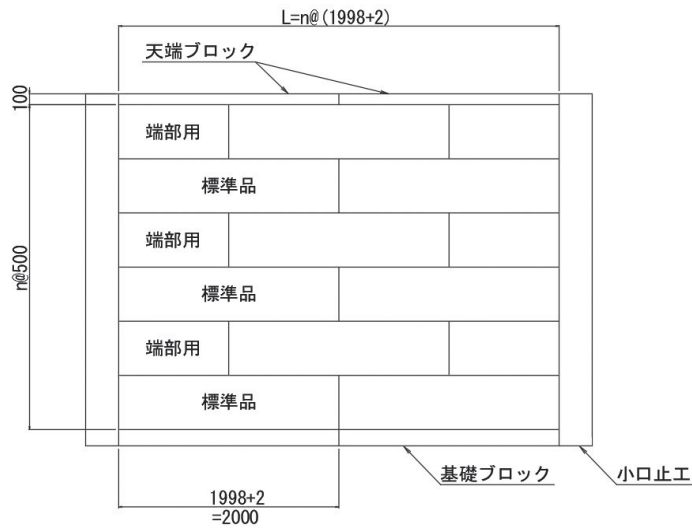 L=n@(1998+2)
天端ブロック
100
端部用
標準品
端部用
n@500
標準品
端部用
標準品
基礎ブロック
小口止工
1998+2
=2000